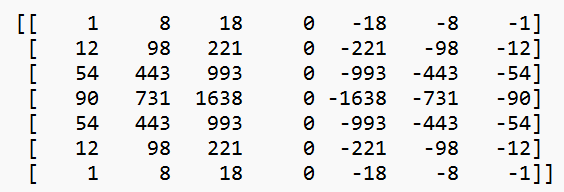 [[ 1 8 18 0 -18 -8 -1]
[ 12 98 221 0 -221 -98 -12]
[ 54 443 993 0 -993 -443 -54]
[ 90 731 1638 0 -1638 -731 -90]
[ 54 443 993 0 -993 -443 -54]
[ 12 98 221 0 -221 -98 -12]
[ 1 8 18 0 -18 -8 -1]]